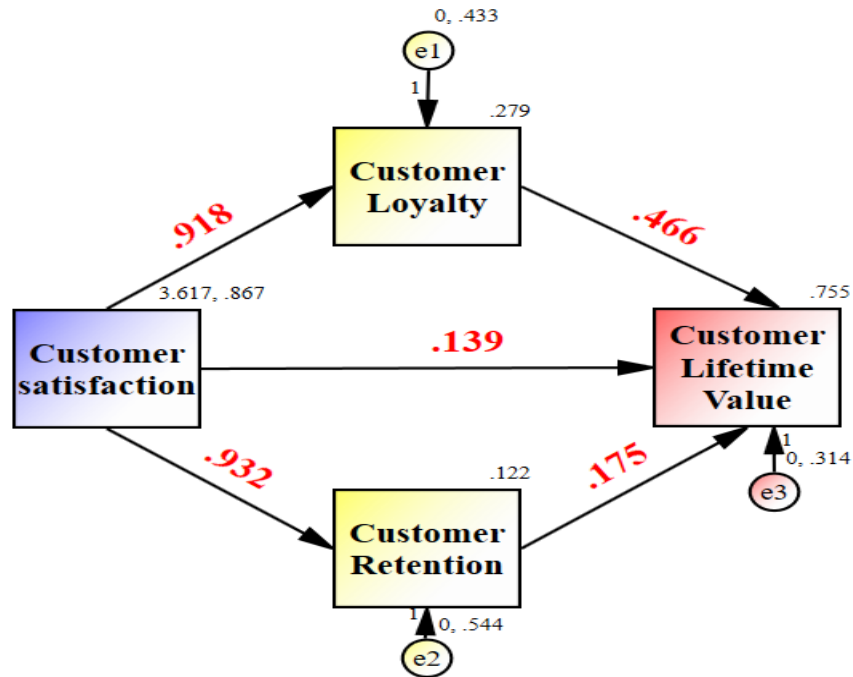 0, .433
e1
1
.279
Customer
Loyalty
.918
.466
3.617, .867
.755
Customer
satisfaction
.139
Customer
Lifetime
Value
.932
.175
1
0, .314
e3
.122
Customer
Retention
1
0, .544
e2